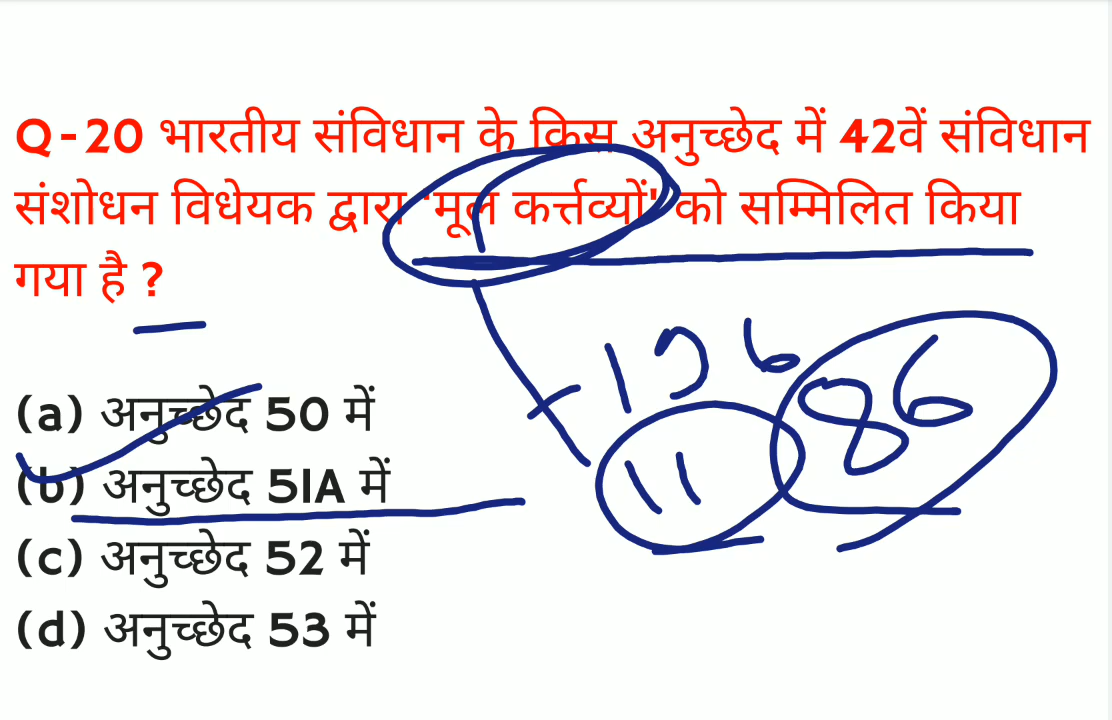 Q-20 भारतीय संविधान के किस अनुच्छेद में 42वें संविधान
संशोधन विधेयक द्वारा 'मूल कर्त्तव्यों' को सम्मिलित किया
गया है ?
(a) अनुच्छेद 50 में
(b) अनुच्छेद 51A में
(c) अनुच्छेद 52 में
(d) अनुच्छेद 53 में
86
11